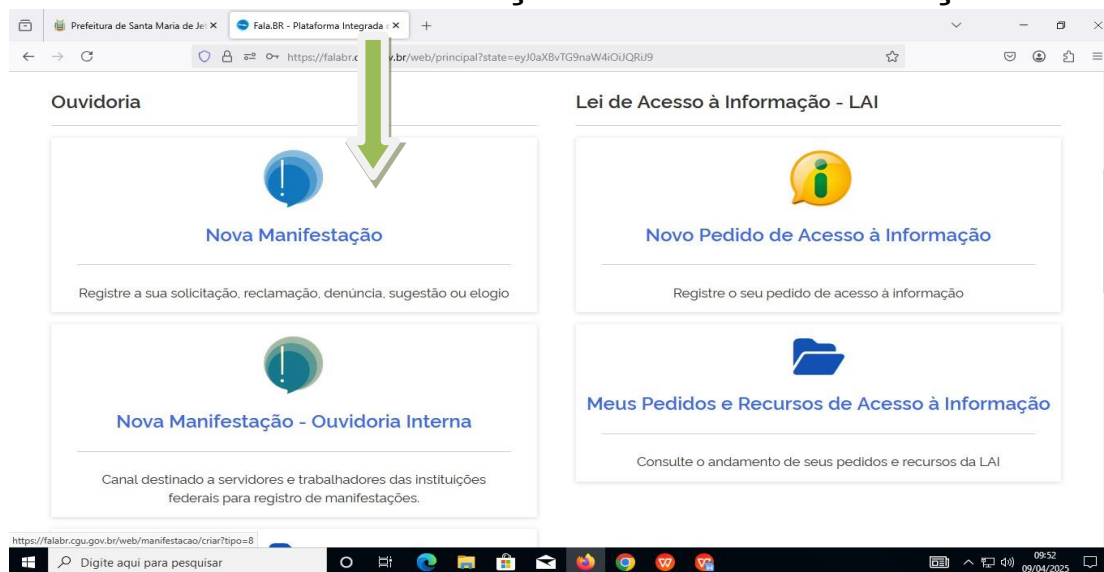 Prefeitura de Santa Maria de Jet
Fala.BR - Plataforma Integrada
https://falabr.
v.br/web/principal?state=eyJ0aXBvTG9naW4iOiJQRiJ9
Ouvidoria
Lei de Acesso à Informação - LAI
Nova Manifestação
Registre a sua solicitação, reclamação, denúncia, sugestão ou elogio
Novo Pedido de Acesso à Informação
Registre o seu pedido de acesso à informação
Nova Manifestação - Ouvidoria Interna
Canal destinado a servidores e trabalhadores das instituições
federais para registro de manifestações.
Meus Pedidos e Recursos de Acesso à Informação
Consulte o andamento de seus pedidos e recursos da LAI
https://falabr.cgu.gov.br/web/manifestacao/criar?tipo=8
Digite aqui para pesquisar
09:52
09/04/2025